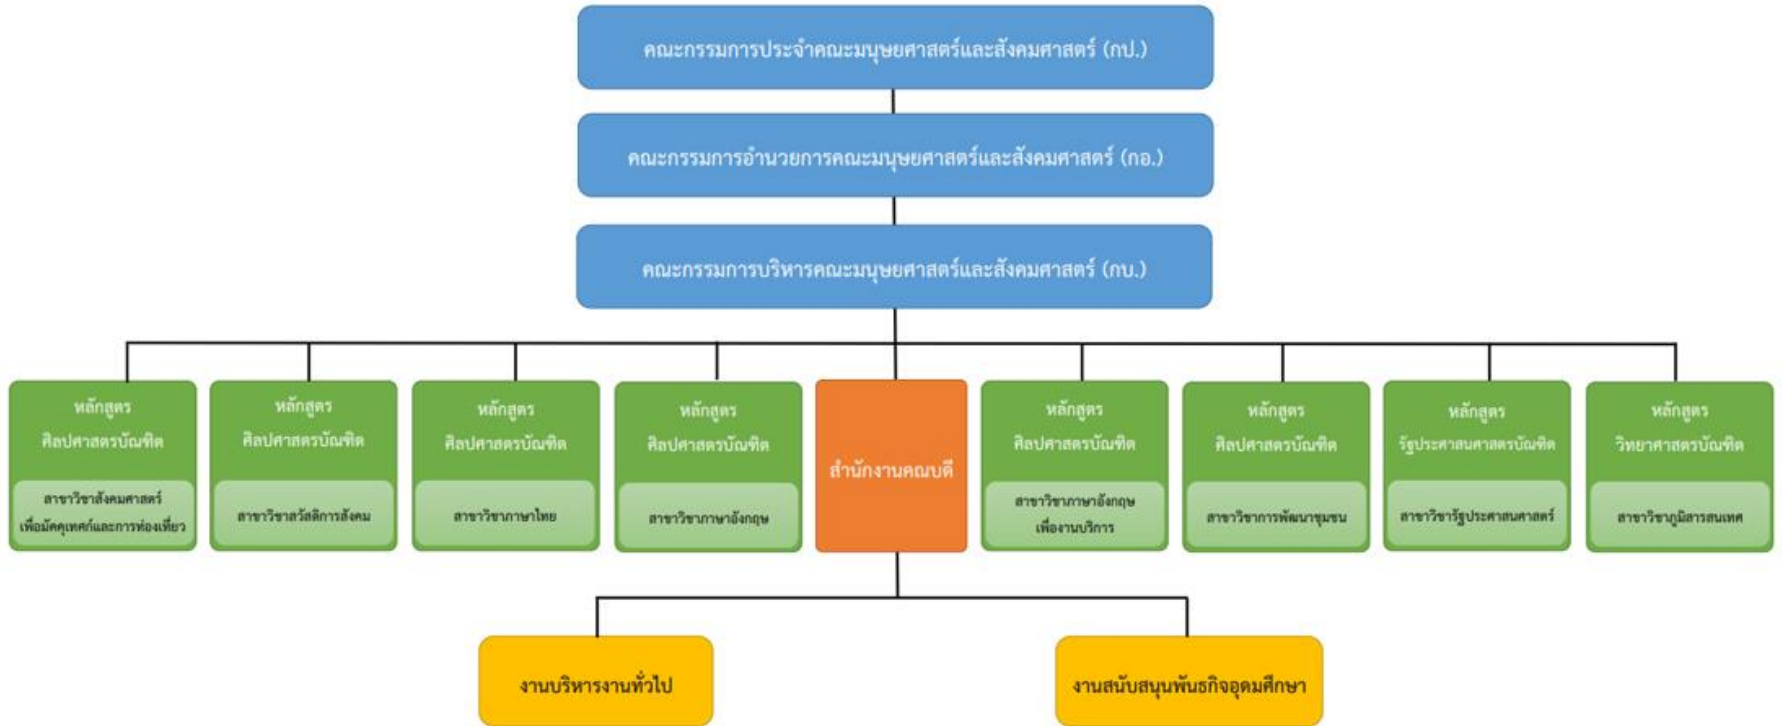 คณะกรรมการประจำคณะมนุษยศาสตร์และสังคมศาสตร์ (กป.)
คณะกรรมการอำนวยการคณะมนุษยศาสตร์และสังคมศาสตร์ (กอ.)
คณะกรรมการบริหารคณะมนุษยศาสตร์และสังคมศาสตร์ (กบ.)
หลักสูตร
ศิลปศาสตรบัณฑิต
สาขาวิชาสังคมศาสตร์
เพื่อมัคคุเทศก์และการท่องเที่ยว
หลักสูตร
ศิลปศาสตรบัณฑิต
สาขาวิชาสวัสดิการสังคม
หลักสูตร
ศิลปศาสตรบัณฑิต
สาขาวิชาภาษาไทย
หลักสูตร
ศิลปศาสตรบัณฑิต
สาขาวิชาภาษาอังกฤษ
สำนักงานคณบดี
หลักสูตร
ศิลปศาสตรบัณฑิต
สาขาวิชาภาษาอังกฤษ
เพื่องานบริการ
หลักสูตร
ศิลปศาสตรบัณฑิต
สาขาวิชาการพัฒนาชุมชน
หลักสูตร
รัฐประศาสนศาสตรบัณฑิต
สาขาวิชารัฐประศาสนศาสตร์
หลักสูตร
วิทยาศาสตรบัณฑิต
สาขาวิชาภูมิสารสนเทศ
งานบริหารงานทั่วไป
งานสนับสนุนพันธกิจอุดมศึกษา